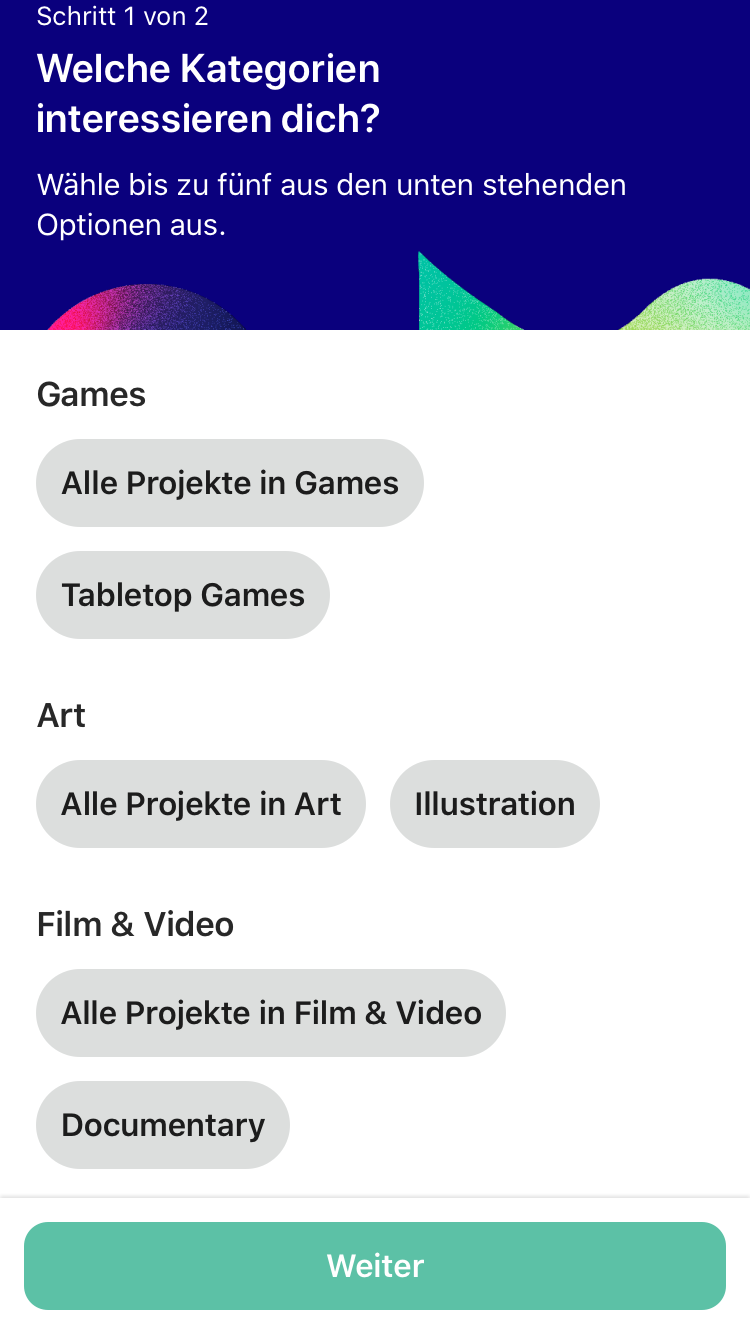 Schritt 1 von 2
Welche Kategorien
interessieren dich?
Wähle bis zu fünf aus den unten stehenden
Optionen aus.
Games
Alle Projekte in Games
Tabletop Games
Art
Alle Projekte in Art
Illustration
Film & Video
Alle Projekte in Film & Video
Documentary
Weiter